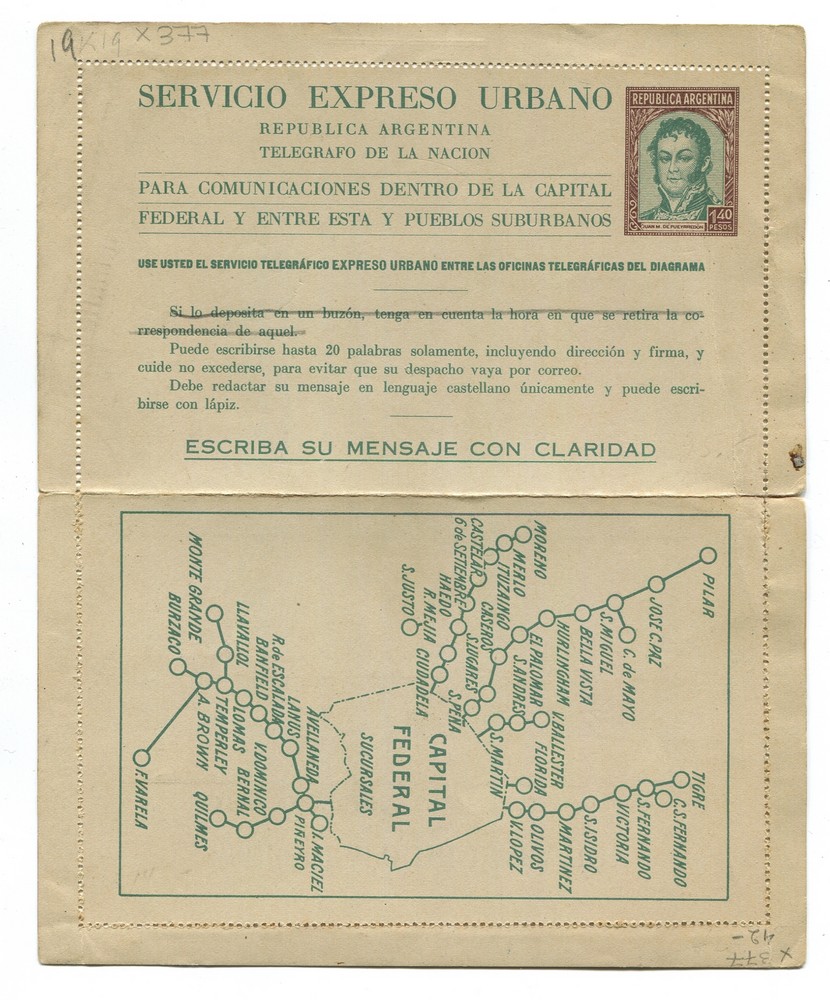 19 x19 x 377
SERVICIO EXPRESO URBANO
REPUBLICA ARGENTINA
TELEGRAFO DE LA NACION
PARA COMUNICACIONES DENTRO DE LA CAPITAL
FEDERAL Y ENTRE ESTA Y PUEBLOS SUBURBANOS
REPUBLICA ARGENTINA
JUAN M. DE PUEYRREDÓN
1.40
PESOS
USE USTED EL SERVICIO TELEGRÁFICO EXPRESO URBANO ENTRE LAS OFICINAS TELEGRÁFICAS DEL DIAGRAMA
Si lo deposita en un buzón, tenga en cuenta la hora en que se retira la co-
rrespondencia de aquel.
Puede escribirse hasta 20 palabras solamente, incluyendo dirección y firma, y
cuide no excederse, para evitar que su despacho vaya por correo.
Debe redactar su mensaje en lenguaje castellano únicamente y puede escri-
birse con lápiz.
ESCRIBA SU MENSAJE CON CLARIDAD
PILAR
JOSE C. PAZ
C. de MAYO
S. MIGUEL
BELLA VISTA
HURLINGHAM
EL PALOMAR
CASEROS
S. LUGARES
S. PEÑA
MORENO
MERLO
ITUZAINGO
CASTELAR
6 de SETIEMBRE
HAEDO
R. MEJIA
CIUDADELA
S. JUSTO
V. BALLESTER
S. ANDRES
S. MARTIN
TIGRE
C. S. FERNANDO
S. FERNANDO
VICTORIA
S. ISIDRO
MARTINEZ
OLIVOS
FLORIDA
V. LOPEZ
CAPITAL
FEDERAL
SUCURSALES
MONTE GRANDE
LLAVALLOL
BURZACO
A. BROWN
F. VARELA
TEMPERLEY
LOMAS
BANFIELD
R. de ESCALADA
LANUS
AVELLANEDA
PIÑEYRO
I. MACIEL
V. DOMINICO
BERNAL
QUILMES
x 377
42-